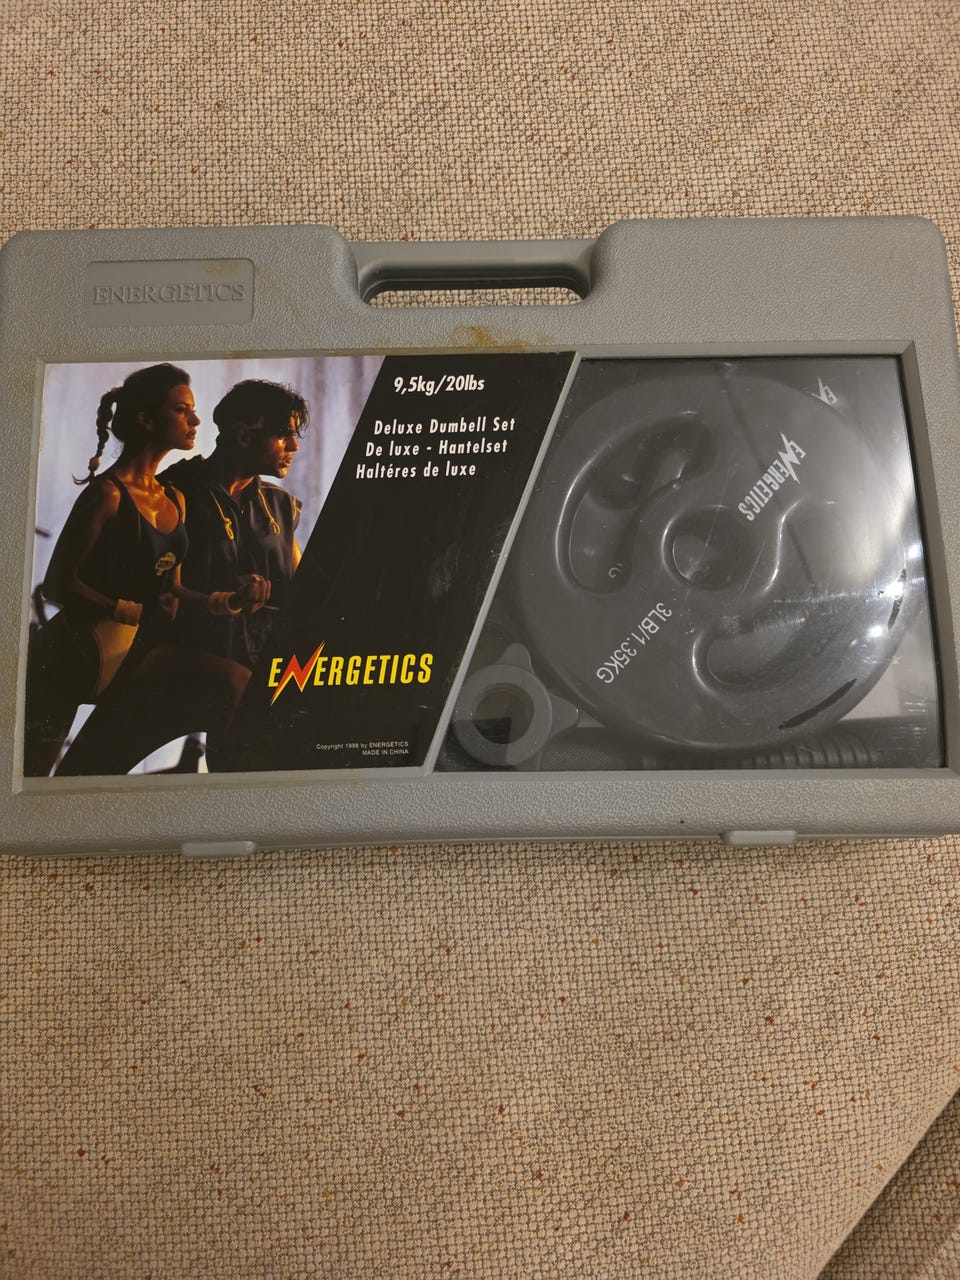 ENERGETICS
9,5kg/20lbs
Deluxe Dumbell Set
De luxe - Hantelset
Haltéres de luxe
ENERGETICS
Copyright 1996 by ENERGETICS
MADE IN CHINA
ENERGETICS
3LB/1.35KG